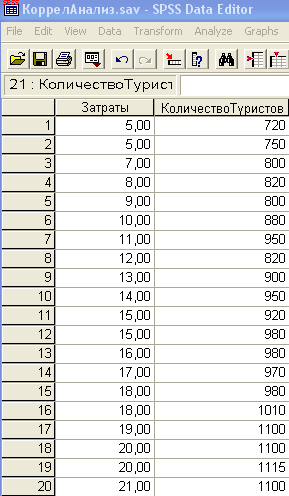 КоррелАнализ.sav - SPSS Data Editor
File Edit View Data Transform Analyze Graphs
21 : КоличествоТурист
Затраты КоличествоТуристов
1 5,00 720
2 5,00 750
3 7,00 800
4 8,00 820
5 9,00 800
6 10,00 880
7 11,00 950
8 12,00 820
9 13,00 900
10 14,00 950
11 15,00 920
12 15,00 980
13 16,00 980
14 17,00 970
15 18,00 980
16 18,00 1010
17 19,00 1100
18 20,00 1100
19 20,00 1115
20 21,00 1100